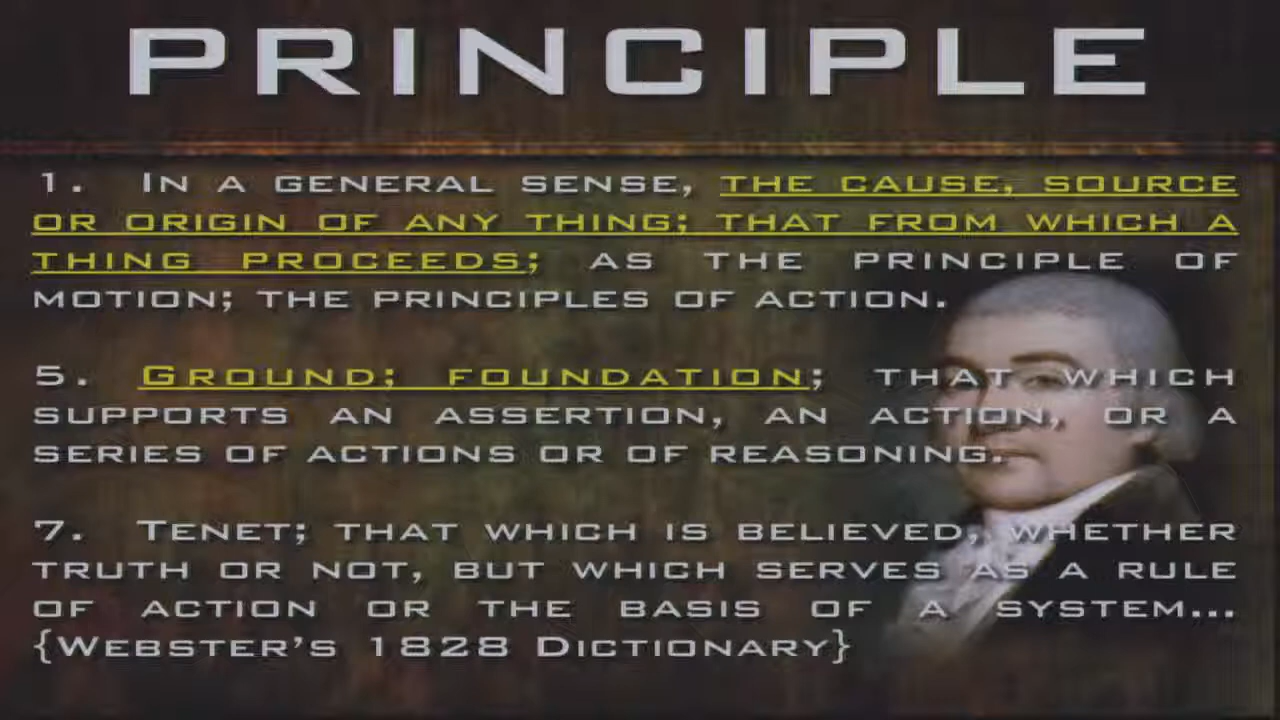 PRINCIPLE
1. IN A GENERAL SENSE, THE CAUSE, SOURCE
OR ORIGIN OF ANY THING; THAT FROM WHICH A
THING PROCEEDS; AS THE PRINCIPLE OF
MOTION; THE PRINCIPLES OF ACTION.
5. GROUND; FOUNDATION; THAT WHICH
SUPPORTS AN ASSERTION, AN ACTION, OR A
SERIES OF ACTIONS OR OF REASONING.
7. TENET; THAT WHICH IS BELIEVED, WHETHER
TRUTH OR NOT, BUT WHICH SERVES AS A RULE
OF ACTION OR THE BASIS OF A SYSTEM...
{WEBSTER'S 1828 DICTIONARY}